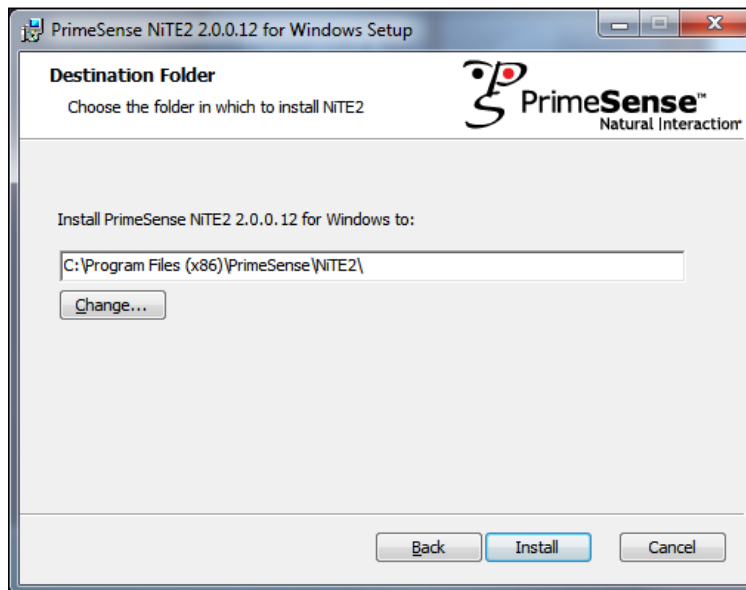 PrimeSense NiTE2 2.0.0.12 for Windows Setup
Destination Folder
Choose the folder in which to install NiTE2
PrimeSense™
Natural Interaction™
Install PrimeSense NiTE2 2.0.0.12 for Windows to:
C:\Program Files (x86)\PrimeSense\NiTE2\
Change...
Back Install Cancel